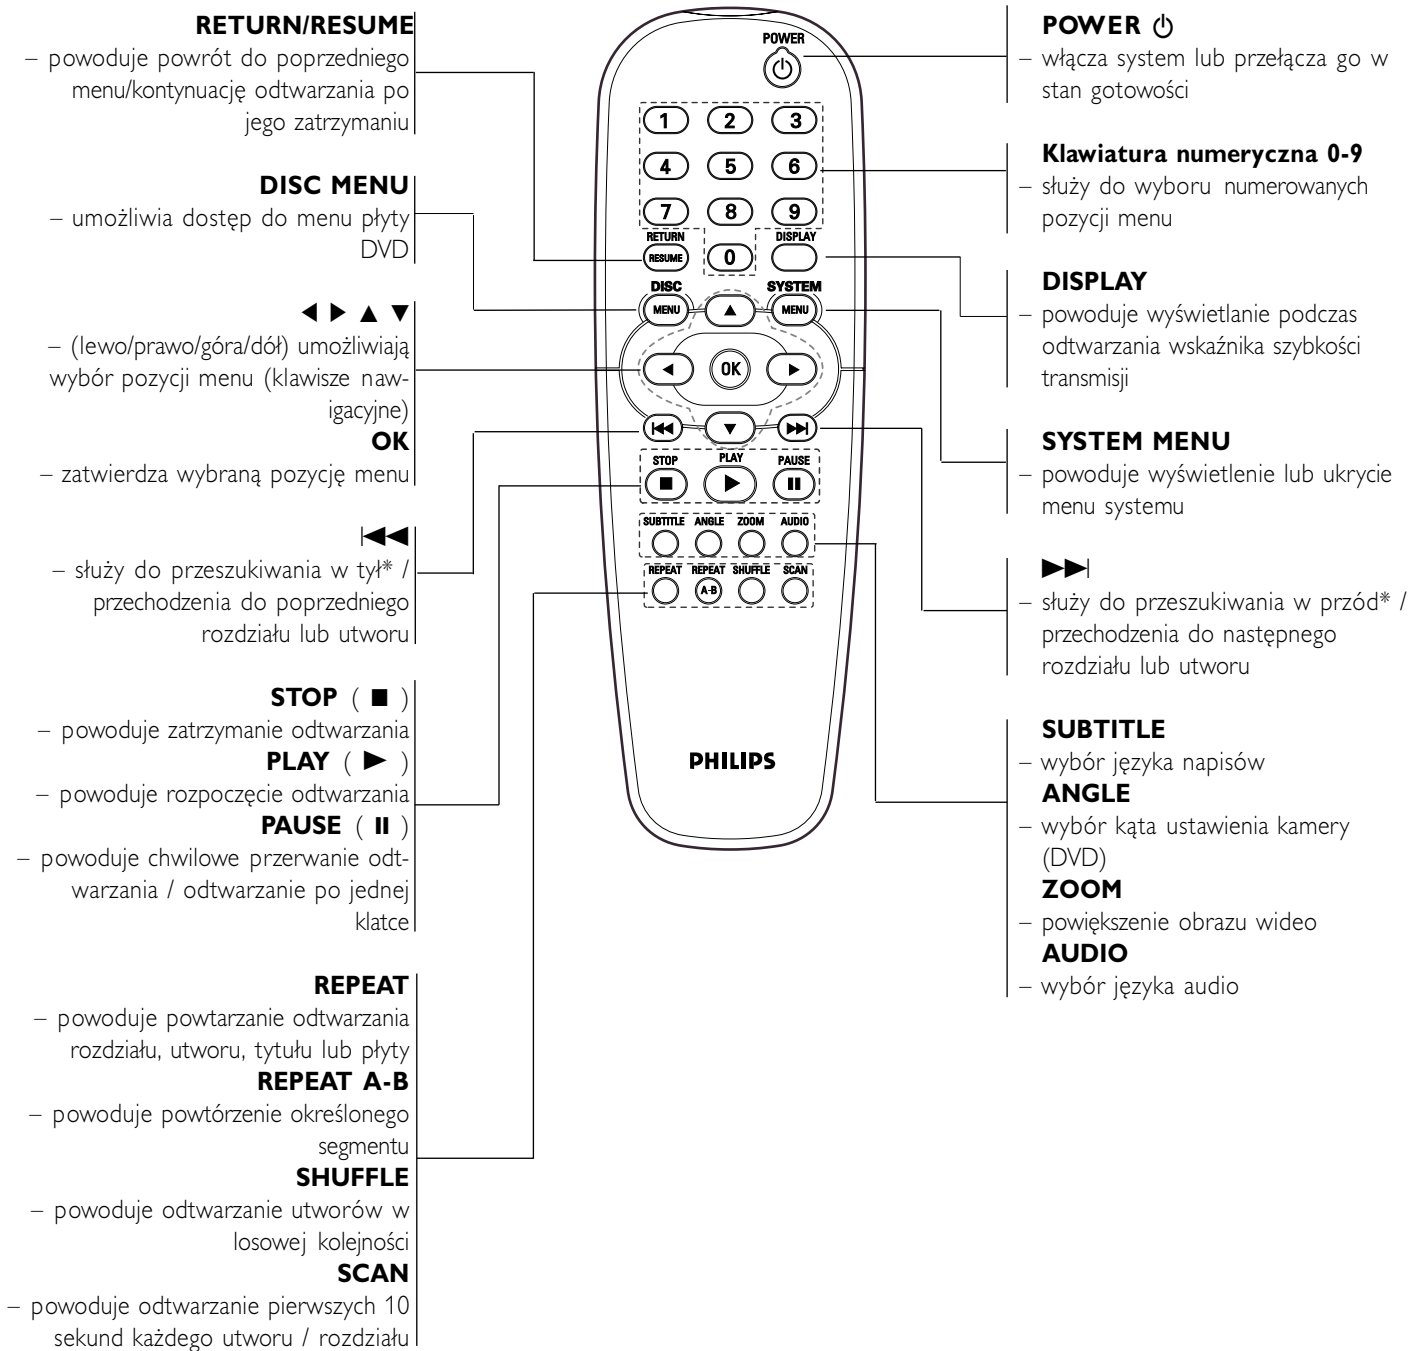 RETURN/RESUME
– powoduje powrót do poprzedniego
menu/kontynuację odtwarzania po
jego zatrzymaniu
DISC MENU
– umożliwia dostęp do menu płyty
DVD
◀ ▶ ▲ ▼
– (lewo/prawo/góra/dół) umożliwiają
wybór pozycji menu (klawisze naw-
igacyjne)
OK
– zatwierdza wybraną pozycję menu
|◀◀
– służy do przeszukiwania w tył* /
przechodzenia do poprzedniego
rozdziału lub utworu
STOP ( ■ )
– powoduje zatrzymanie odtwarzania
PLAY ( ▶ )
– powoduje rozpoczęcie odtwarzania
PAUSE ( II )
– powoduje chwilowe przerwanie odt-
warzania / odtwarzanie po jednej
klatce
REPEAT
– powoduje powtarzanie odtwarzania
rozdziału, utworu, tytułu lub płyty
REPEAT A-B
– powoduje powtórzenie określonego
segmentu
SHUFFLE
– powoduje odtwarzanie utworów w
losowej kolejności
SCAN
– powoduje odtwarzanie pierwszych 10
sekund każdego utworu / rozdziału
POWER
1 2 3
4 5 6
7 8 9
RETURN DISPLAY
RESUME 0
DISC SYSTEM
MENU ▲ MENU
◀ OK ▶
|◀◀ ▼ ▶▶|
STOP PLAY PAUSE
■ ▶ II
SUBTITLE ANGLE ZOOM AUDIO
REPEAT REPEAT SHUFFLE SCAN
A-B
PHILIPS
POWER ⏻
– włącza system lub przełącza go w
stan gotowości
Klawiatura numeryczna 0-9
– służy do wyboru numerowanych
pozycji menu
DISPLAY
– powoduje wyświetlanie podczas
odtwarzania wskaźnika szybkości
transmisji
SYSTEM MENU
– powoduje wyświetlenie lub ukrycie
menu systemu
▶▶|
– służy do przeszukiwania w przód* /
przechodzenia do następnego
rozdziału lub utworu
SUBTITLE
– wybór języka napisów
ANGLE
– wybór kąta ustawienia kamery
(DVD)
ZOOM
– powiększenie obrazu wideo
AUDIO
– wybór języka audio